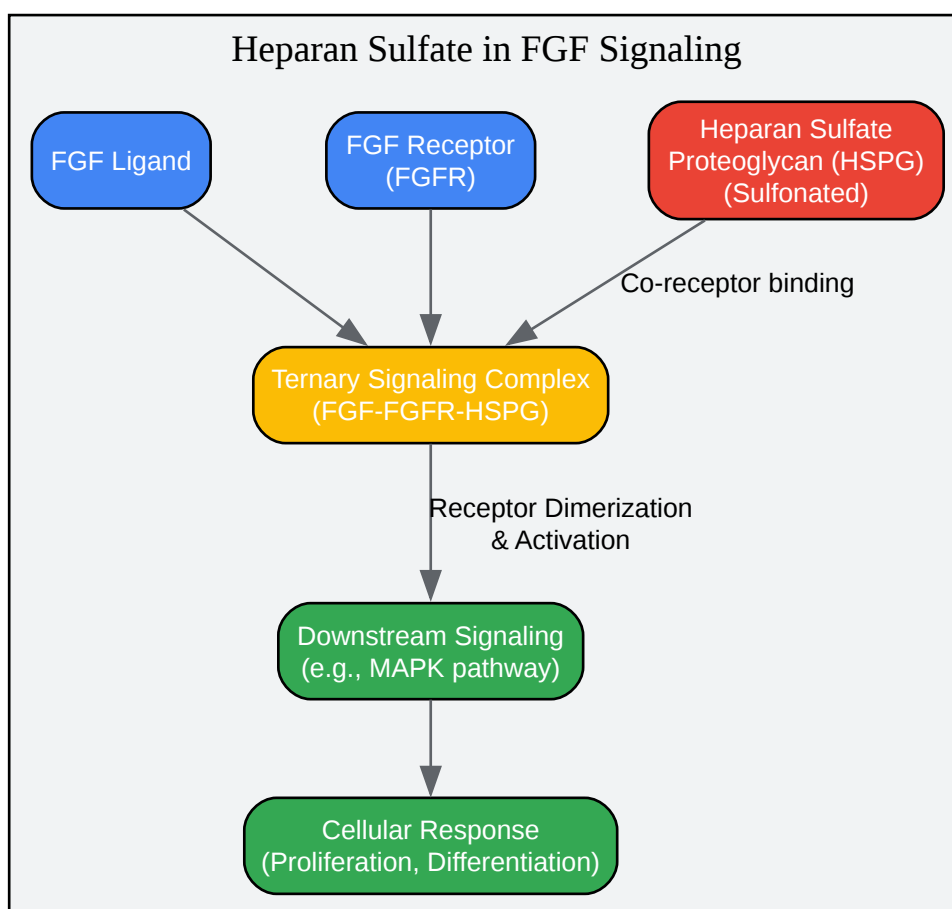 Heparan Sulfate in FGF Signaling
FGF Ligand
FGF Receptor
(FGFR)
Heparan Sulfate
Proteoglycan (HSPG)
(Sulfonated)
Co-receptor binding
Ternary Signaling Complex
(FGF-FGFR-HSPG)
Receptor Dimerization
& Activation
Downstream Signaling
(e.g., MAPK pathway)
Cellular Response
(Proliferation, Differentiation)